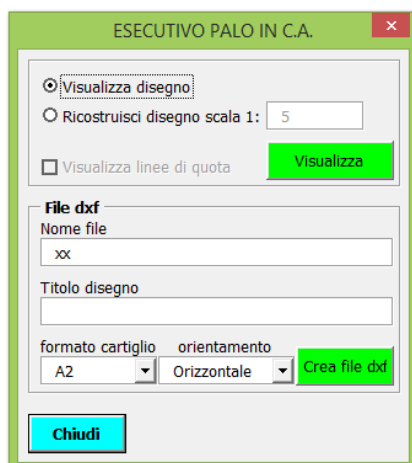 ESECUTIVO PALO IN C.A. ×
Visualizza disegno
Ricostruisci disegno scala 1: 5
Visualizza linee di quota Visualizza
File dxf
Nome file
xx
Titolo disegno
formato cartiglio orientamento
A2 Orizzontale Crea file dxf
Chiudi